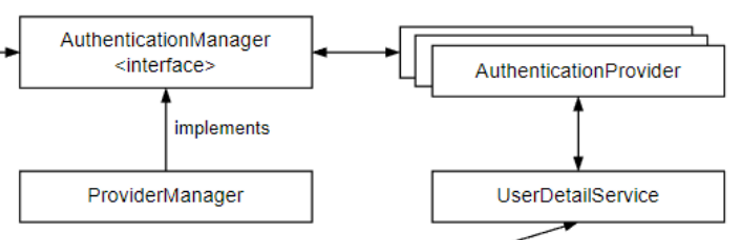 AuthenticationManager
<interface>
AuthenticationProvider
implements
ProviderManager
UserDetailService